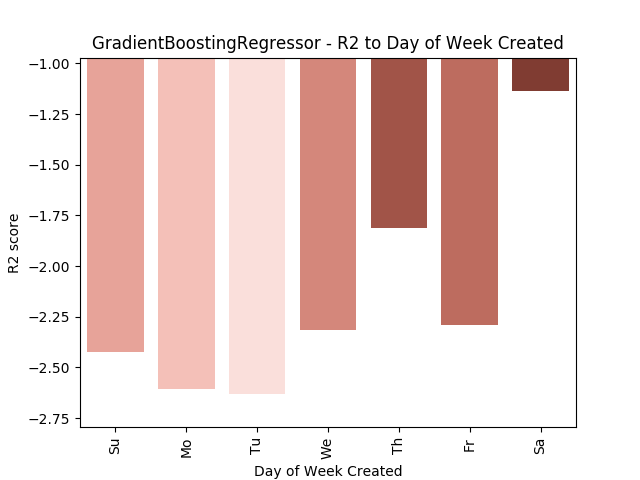 GradientBoostingRegressor - R2 to Day of Week Created
−1.00
−1.25
−1.50
−1.75
−2.00
−2.25
−2.50
−2.75
R2 score
Su
Mo
Tu
We
Th
Fr
Sa
Day of Week Created